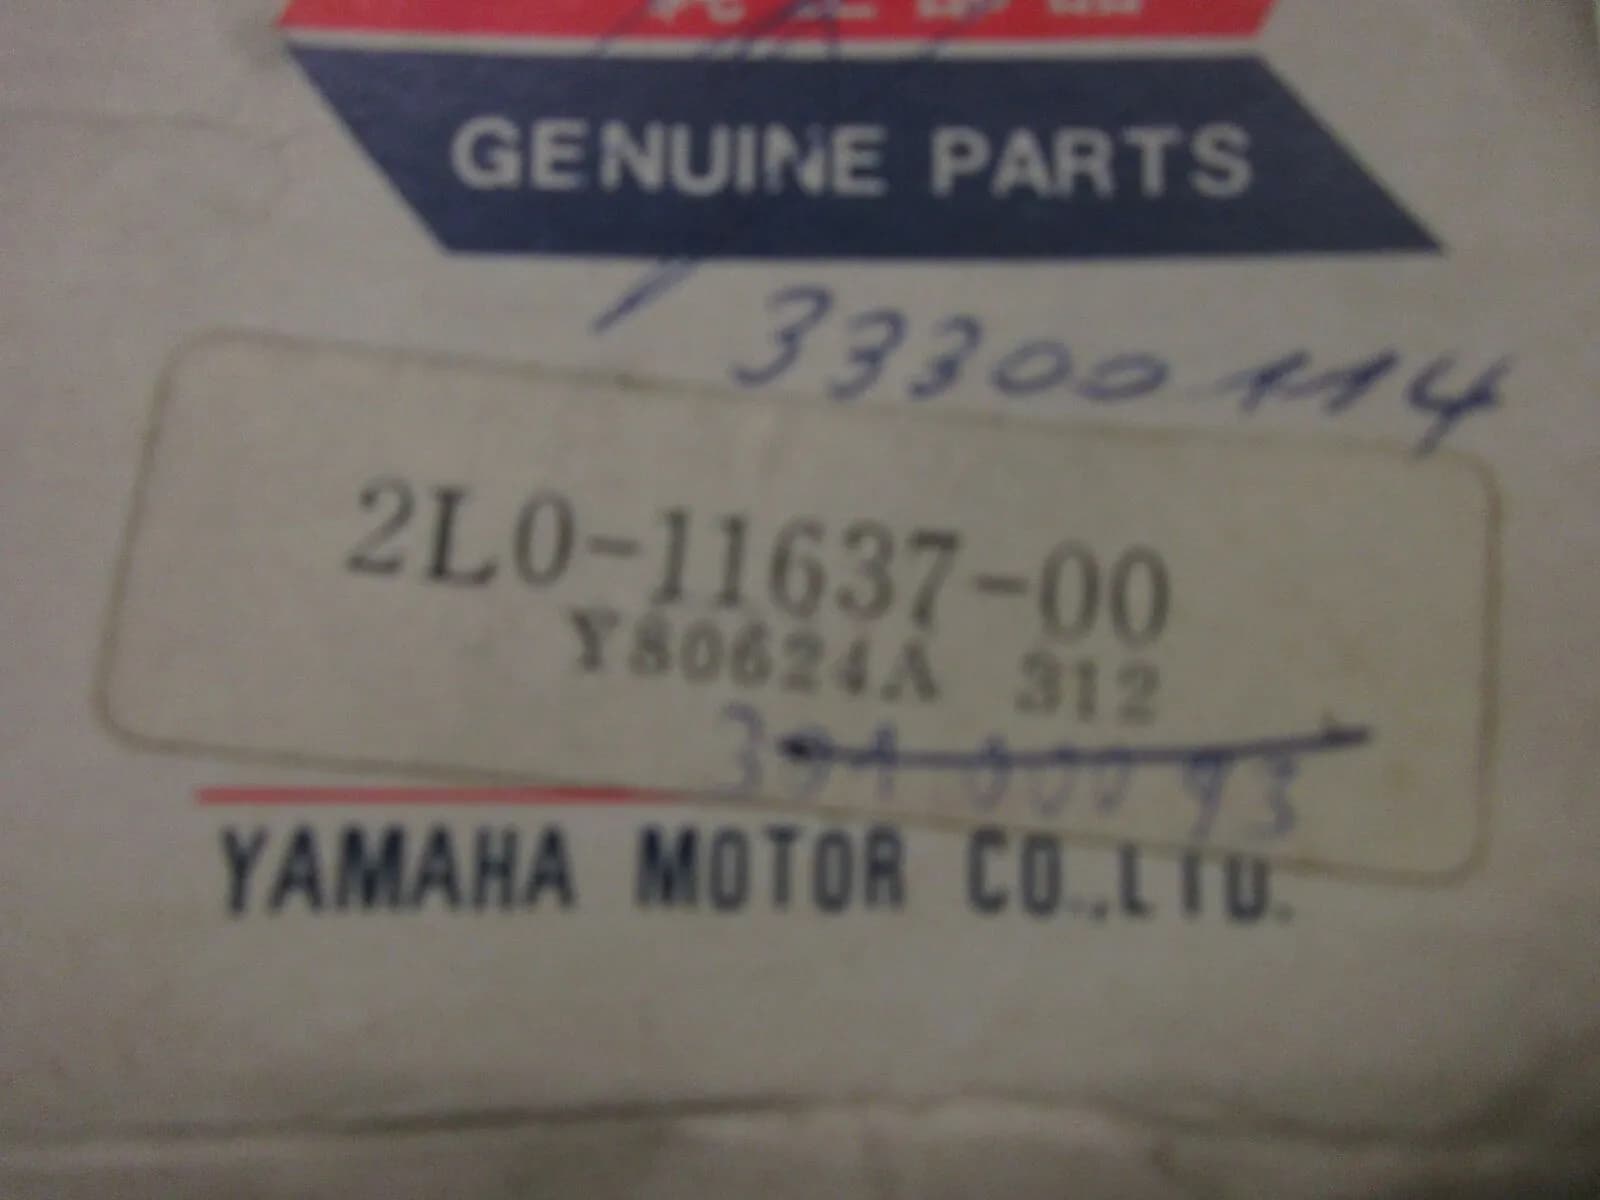 GENUINE PARTS
33300114
2L0-11637-00
Y80624A 312
YAMAHA MOTOR CO.,LTD.